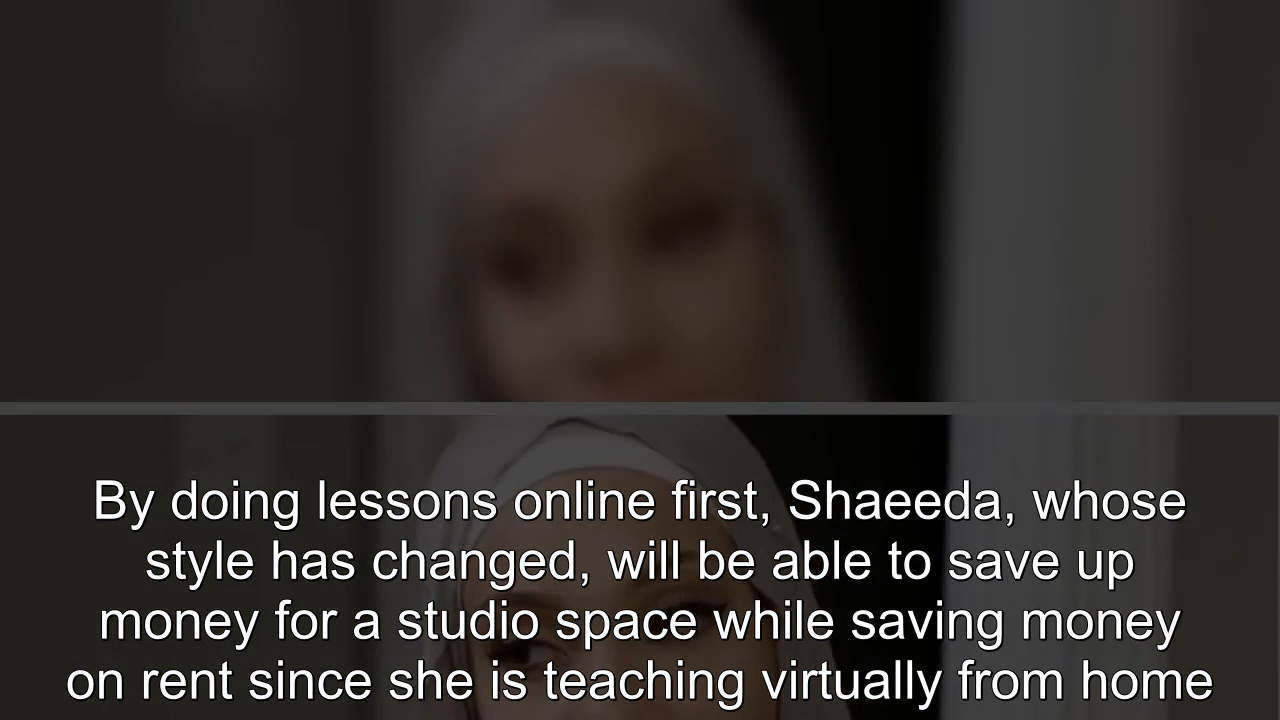 By doing lessons online first, Shaeeda, whose
style has changed, will be able to save up
money for a studio space while saving money
on rent since she is teaching virtually from home